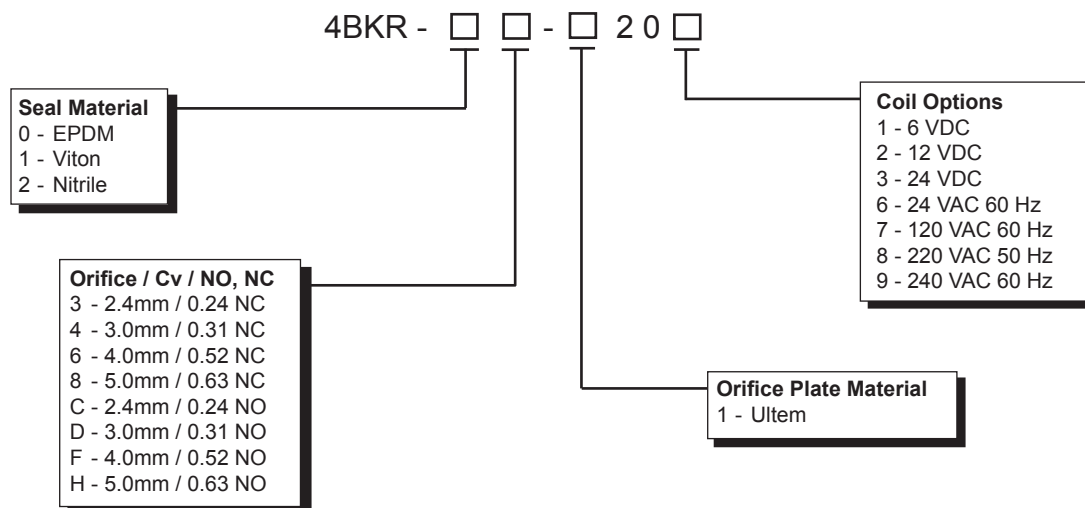 4BKR - □ □ - □ 2 0 □
Seal Material
0 - EPDM
1 - Viton
2 - Nitrile
Orifice / Cv / NO, NC
3 - 2.4mm / 0.24 NC
4 - 3.0mm / 0.31 NC
6 - 4.0mm / 0.52 NC
8 - 5.0mm / 0.63 NC
C - 2.4mm / 0.24 NO
D - 3.0mm / 0.31 NO
F - 4.0mm / 0.52 NO
H - 5.0mm / 0.63 NO
Orifice Plate Material
1 - Ultem
Coil Options
1 - 6 VDC
2 - 12 VDC
3 - 24 VDC
6 - 24 VAC 60 Hz
7 - 120 VAC 60 Hz
8 - 220 VAC 50 Hz
9 - 240 VAC 60 Hz